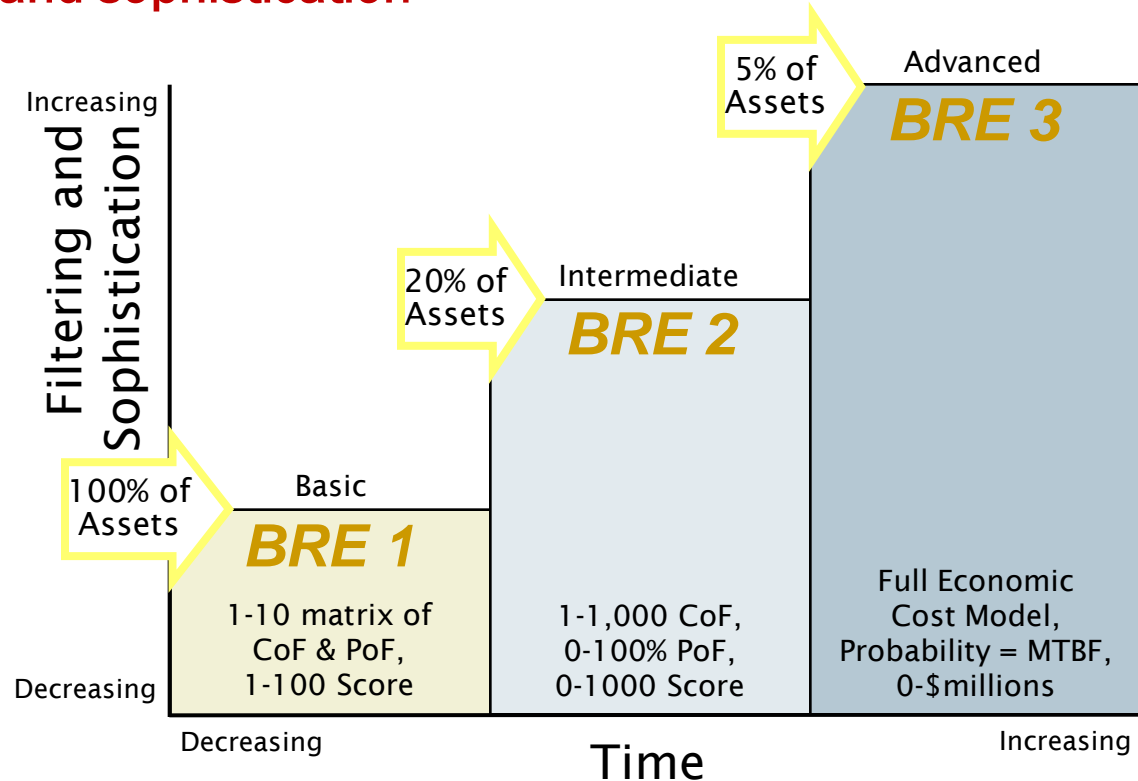 and sophistication
Increasing
Filtering and
Sophistication
Decreasing
100% of
Assets
Basic
BRE 1
1-10 matrix of
CoF & PoF,
1-100 Score
20% of
Assets
Intermediate
BRE 2
1-1,000 CoF,
0-100% PoF,
0-1000 Score
5% of
Assets
Advanced
BRE 3
Full Economic
Cost Model,
Probability = MTBF,
0-$millions
Decreasing
Time
Increasing